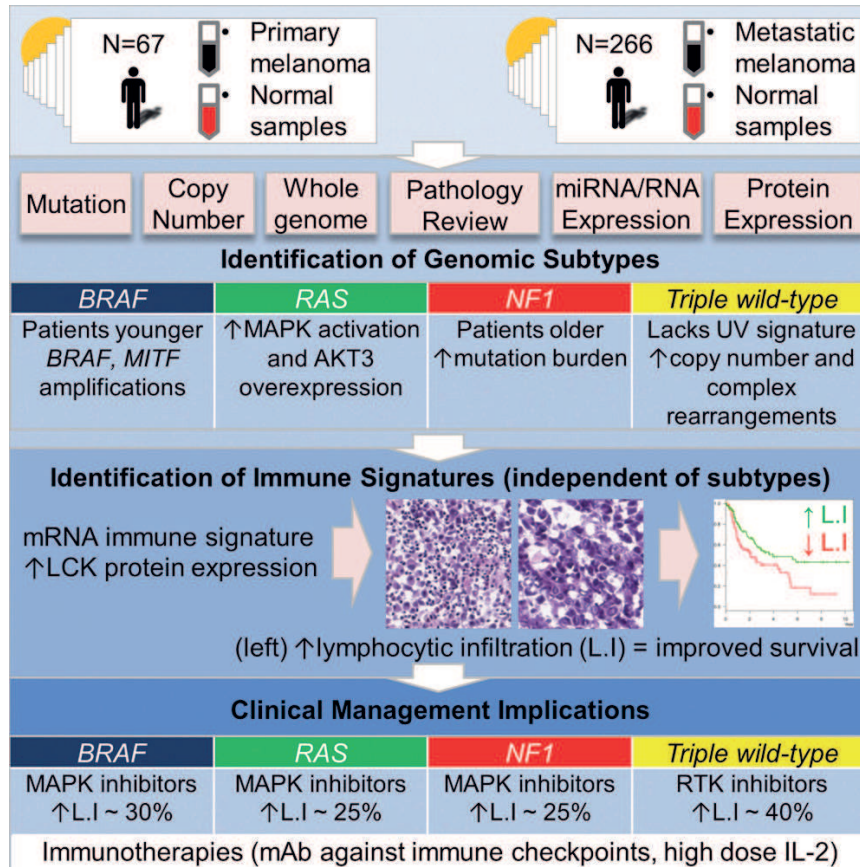 N=67
• Primary
melanoma
• Normal
samples
N=266
• Metastatic
melanoma
• Normal
samples
Mutation
Copy
Number
Whole
genome
Pathology
Review
miRNA/RNA
Expression
Protein
Expression
Identification of Genomic Subtypes
BRAF
Patients younger
BRAF, MITF
amplifications
RAS
↑MAPK activation
and AKT3
overexpression
NF1
Patients older
↑mutation burden
Triple wild-type
Lacks UV signature
↑copy number and
complex
rearrangements
Identification of Immune Signatures (independent of subtypes)
mRNA immune signature
↑LCK protein expression
↑ L.I
↓ L.I
(left) ↑lymphocytic infiltration (L.I) = improved survival
Clinical Management Implications
BRAF
MAPK inhibitors
↑L.I ~ 30%
RAS
MAPK inhibitors
↑L.I ~ 25%
NF1
MAPK inhibitors
↑L.I ~ 25%
Triple wild-type
RTK inhibitors
↑L.I ~ 40%
Immunotherapies (mAb against immune checkpoints, high dose IL-2)